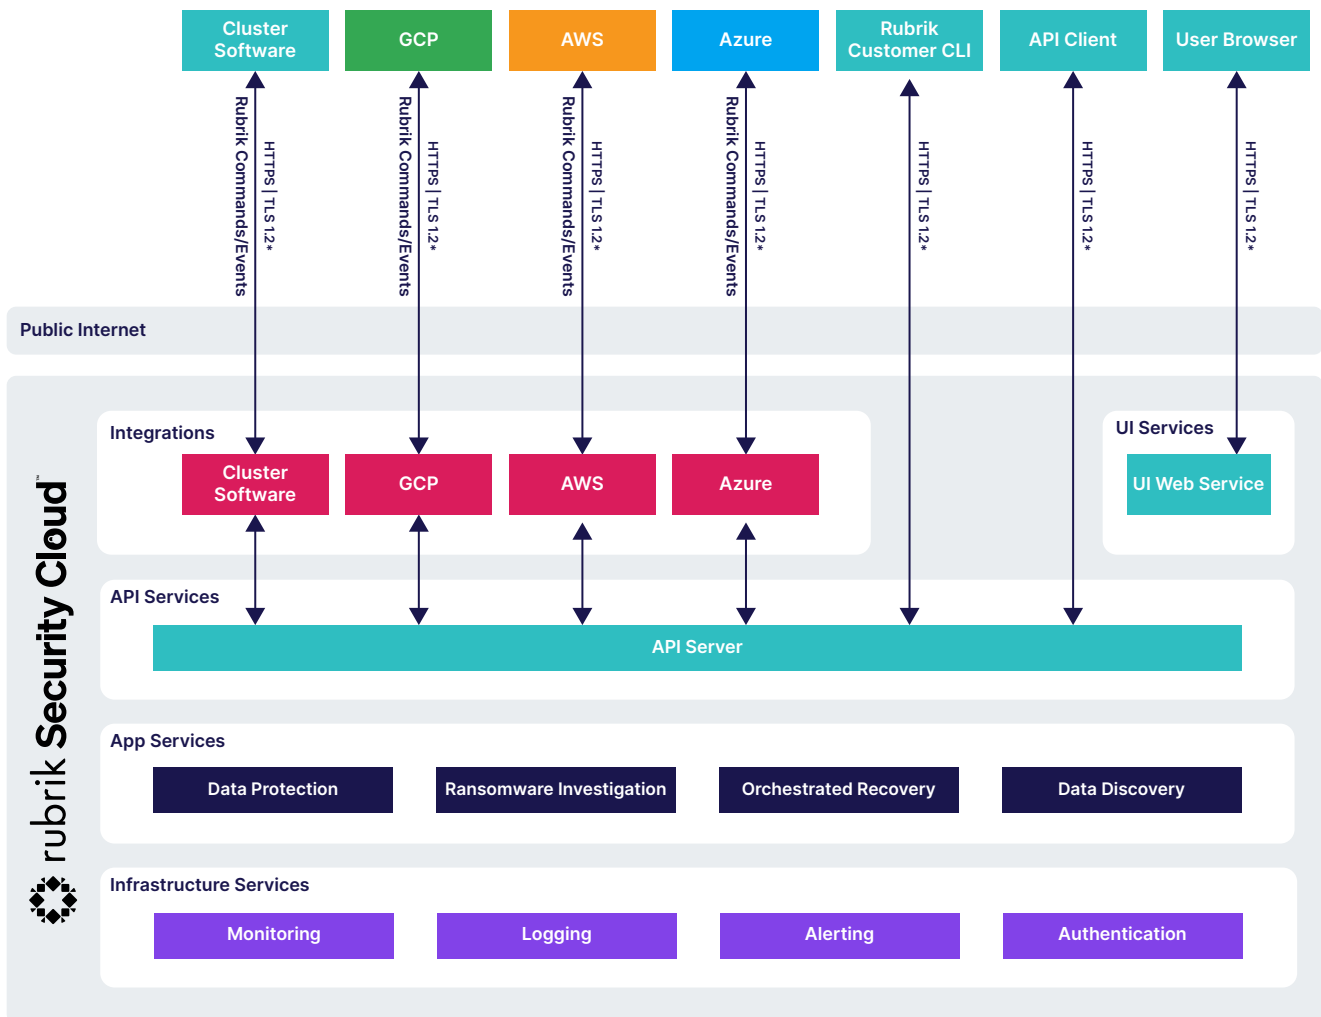 Cluster
Software
GCP
AWS
Azure
Rubrik
Customer CLI
API Client
User Browser
Rubrik Commands/Events
HTTPS | TLS 1.2*
Rubrik Commands/Events
HTTPS | TLS 1.2*
Rubrik Commands/Events
HTTPS | TLS 1.2*
Rubrik Commands/Events
HTTPS | TLS 1.2*
HTTPS | TLS 1.2*
HTTPS | TLS 1.2*
HTTPS | TLS 1.2*
Public Internet
rubrik Security Cloud™
Integrations
Cluster
Software
GCP
AWS
Azure
UI Services
UI Web Service
API Services
API Server
App Services
Data Protection
Ransomware Investigation
Orchestrated Recovery
Data Discovery
Infrastructure Services
Monitoring
Logging
Alerting
Authentication